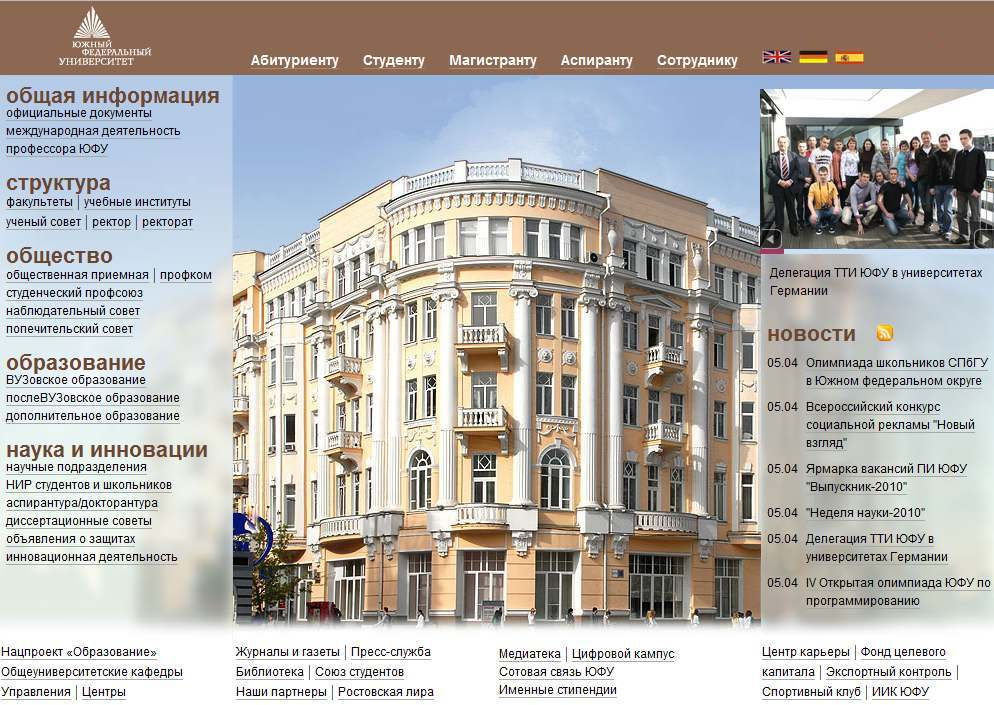 ЮЖНЫЙ
ФЕДЕРАЛЬНЫЙ
УНИВЕРСИТЕТ
Абитуриенту Студенту Магистранту Аспиранту Сотруднику
общая информация
официальные документы
международная деятельность
профессора ЮФУ
структура
факультеты | учебные институты
ученый совет | ректор | ректорат
общество
общественная приемная | профком
студенческий профсоюз
наблюдательный совет
попечительский совет
образование
ВУЗовское образование
послеВУЗовское образование
дополнительное образование
наука и инновации
научные подразделения
НИР студентов и школьников
аспирантура/докторантура
диссертационные советы
объявления о защитах
инновационная деятельность
Делегация ТТИ ЮФУ в университетах
Германии
новости
05.04 Олимпиада школьников СПбГУ
в Южном федеральном округе
05.04 Всероссийский конкурс
социальной рекламы "Новый
взгляд"
05.04 Ярмарка вакансий ПИ ЮФУ
"Выпускник-2010"
05.04 "Неделя науки-2010"
05.04 Делегация ТТИ ЮФУ в
университетах Германии
05.04 IV Открытая олимпиада ЮФУ по
программированию
Нацпроект «Образование»
Общеуниверситетские кафедры
Управления | Центры
Журналы и газеты | Пресс-служба
Библиотека | Союз студентов
Наши партнеры | Ростовская лира
Медиатека | Цифровой кампус
Сотовая связь ЮФУ
Именные стипендии
Центр карьеры | Фонд целевого
капитала | Экспортный контроль |
Спортивный клуб | ИИК ЮФУ